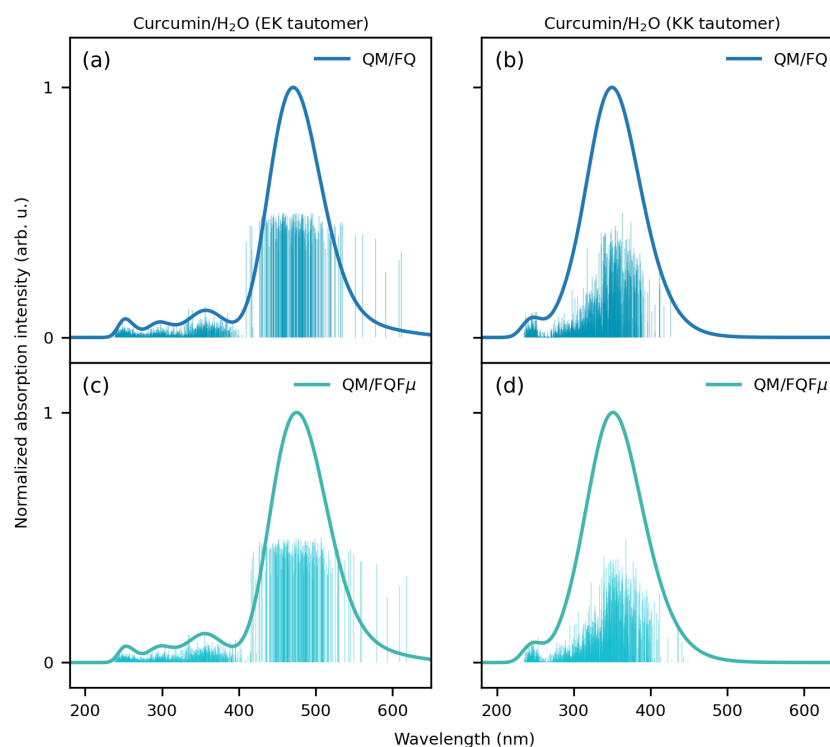 Curcumin/H₂O (EK tautomer)
Curcumin/H₂O (KK tautomer)
(a)
QM/FQ
(b)
QM/FQ
1
0
(c)
QM/FQFμ
(d)
QM/FQFμ
1
0
Normalized absorption intensity (arb. u.)
200 300 400 500 600
200 300 400 500 600
Wavelength (nm)